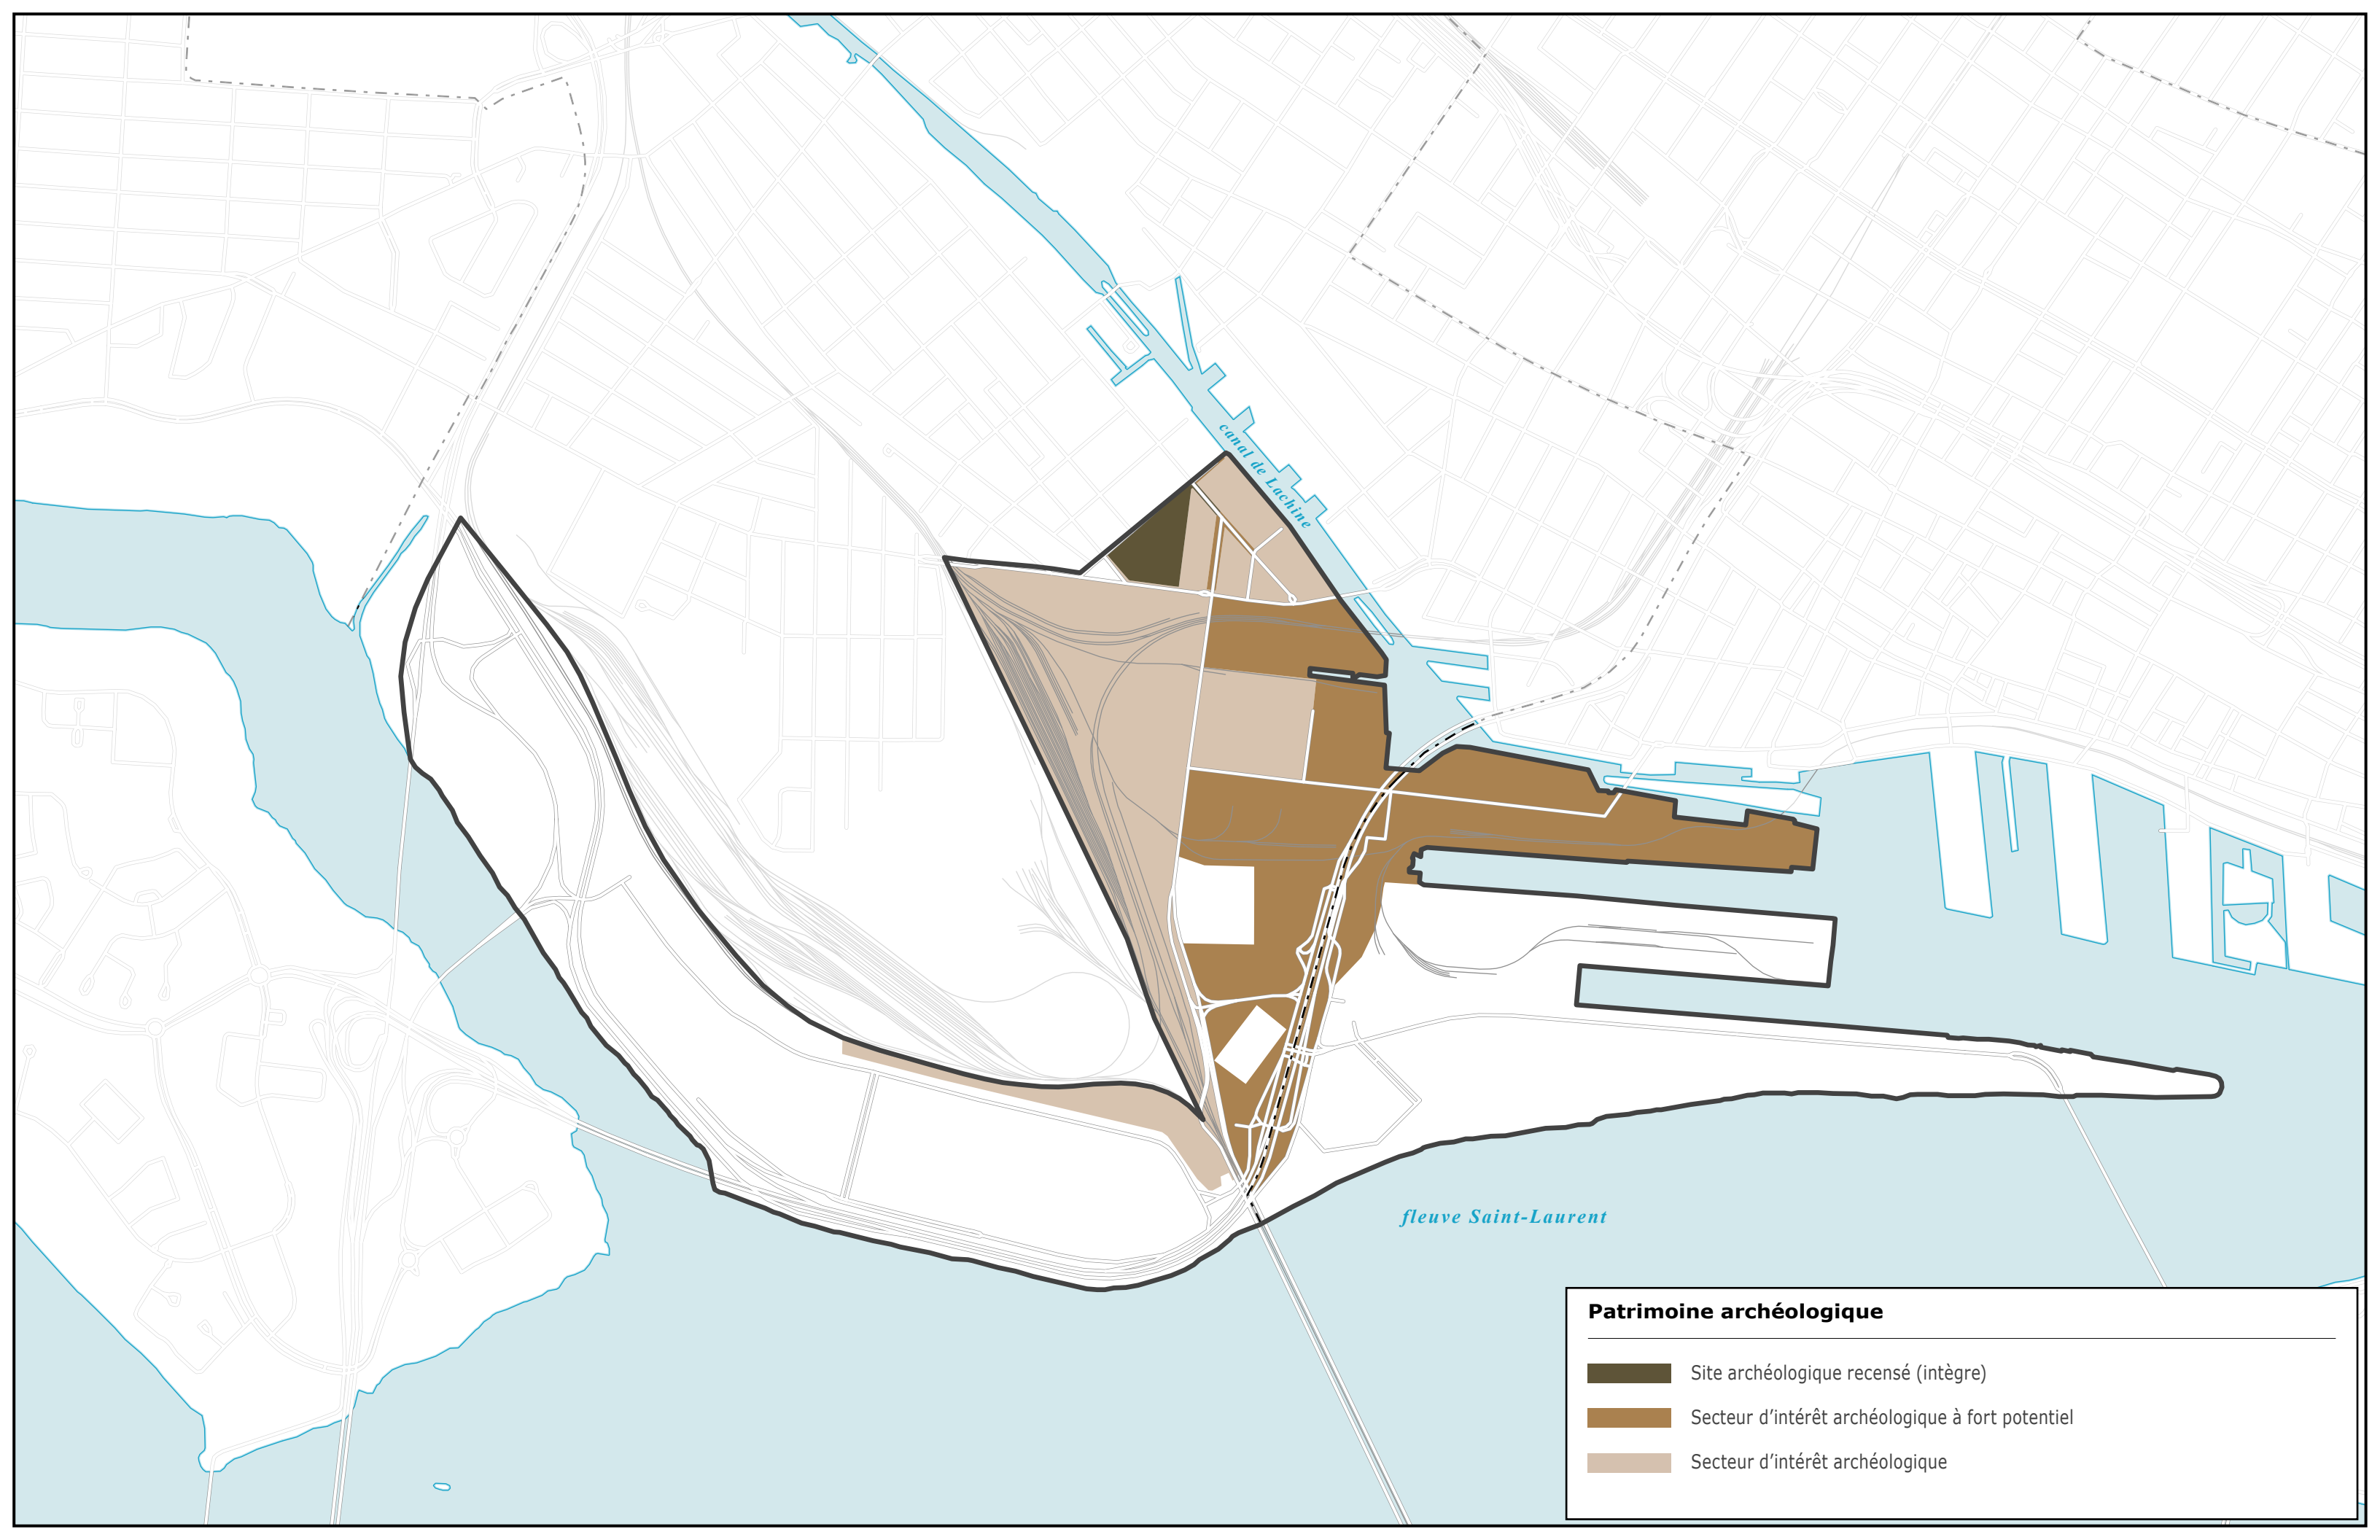 canal de Lachine
fleuve Saint-Laurent
Patrimoine archéologique
Site archéologique recensé (intègre)
Secteur d’intérêt archéologique à fort potentiel
Secteur d’intérêt archéologique